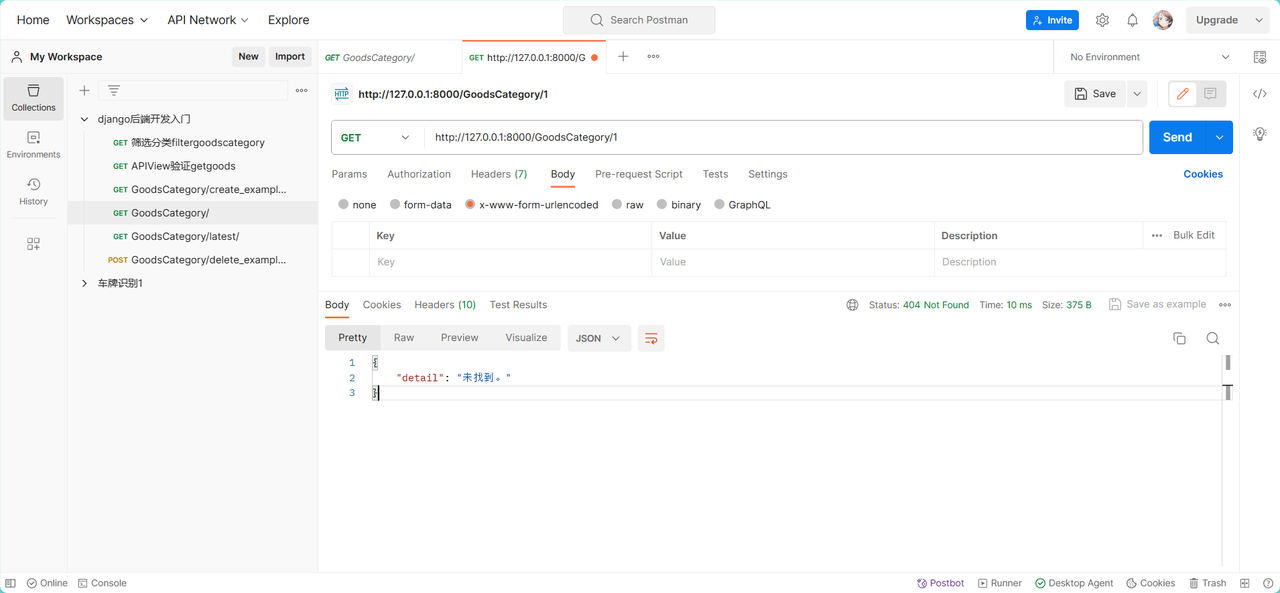 Home Workspaces API Network Explore Search Postman Invite Upgrade
My Workspace New Import GET GoodsCategory/ GET http://127.0.0.1:8000/G No Environment
Collections
Environments
History
django后端开发入门
GET 筛选分类filtergoodscategory
GET APIView验证getgoods
GET GoodsCategory/create_exampl...
GET GoodsCategory/
GET GoodsCategory/latest/
POST GoodsCategory/delete_exampl...
车牌识别1
HTTP http://127.0.0.1:8000/GoodsCategory/1 Save
GET http://127.0.0.1:8000/GoodsCategory/1 Send
Params Authorization Headers (7) Body Pre-request Script Tests Settings Cookies
none form-data x-www-form-urlencoded raw binary GraphQL
Key Value Description Bulk Edit
Key Value Description
Body Cookies Headers (10) Test Results Status: 404 Not Found Time: 10 ms Size: 375 B Save as example
Pretty Raw Preview Visualize JSON
1 {
2 "detail": "未找到。"
3 }
Online Console Postbot Runner Desktop Agent Cookies Trash